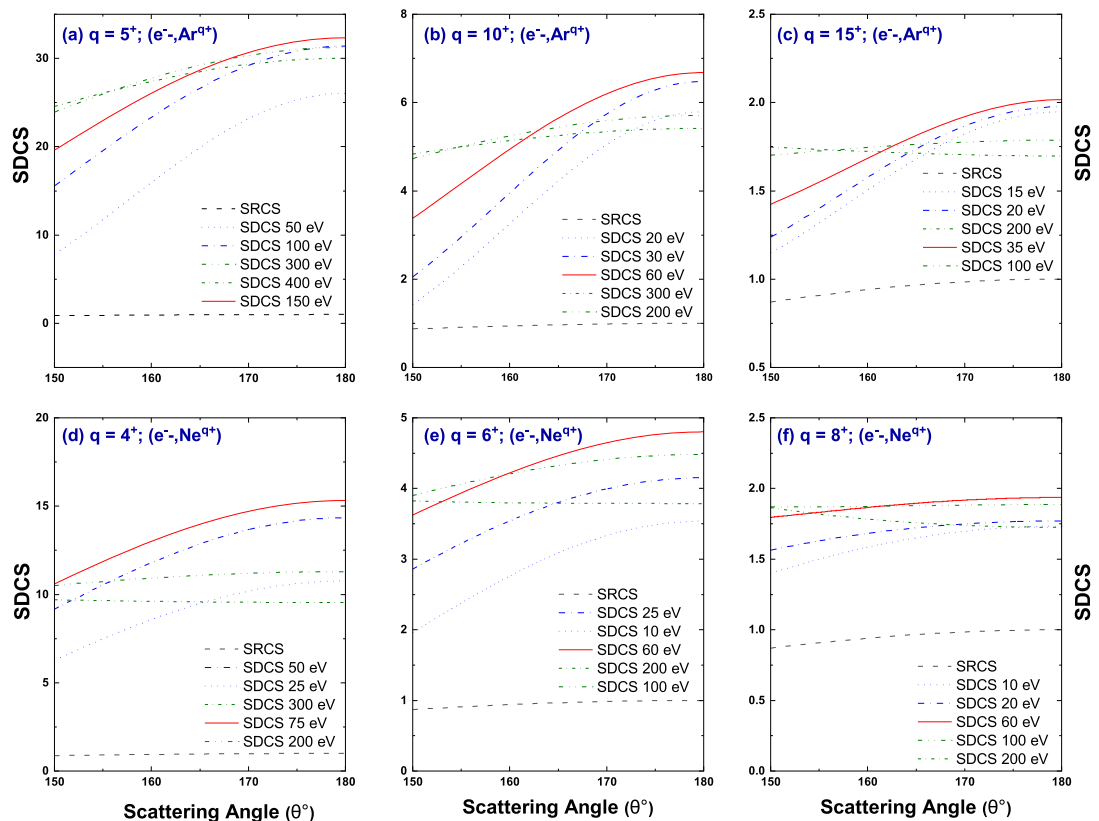 (a) q = 5⁺; (e⁻-,Ar^q⁺)
SDCS
30
20
10
0
SRCS
SDCS 50 eV
SDCS 100 eV
SDCS 300 eV
SDCS 400 eV
SDCS 150 eV
150
160
170
180
(b) q = 10⁺; (e⁻-,Ar^q⁺)
10
8
6
4
2
0
SRCS
SDCS 20 eV
SDCS 30 eV
SDCS 60 eV
SDCS 300 eV
SDCS 200 eV
150
160
170
180
(c) q = 15⁺; (e⁻-,Ar^q⁺)
SDCS
2.5
2.0
1.5
1.0
0.5
SRCS
SDCS 15 eV
SDCS 20 eV
SDCS 200 eV
SDCS 35 eV
SDCS 100 eV
150
160
170
180
(d) q = 4⁺; (e⁻-,Ne^q⁺)
SDCS
20
15
10
5
0
SRCS
SDCS 50 eV
SDCS 25 eV
SDCS 300 eV
SDCS 75 eV
SDCS 200 eV
150
160
170
180
Scattering Angle (θ°)
(e) q = 6⁺; (e⁻-,Ne^q⁺)
5
4
3
2
1
0
SRCS
SDCS 25 eV
SDCS 10 eV
SDCS 60 eV
SDCS 200 eV
SDCS 100 eV
150
160
170
180
Scattering Angle (θ°)
(f) q = 8⁺; (e⁻-,Ne^q⁺)
SDCS
2.5
2.0
1.5
1.0
0.5
0.0
SRCS
SDCS 10 eV
SDCS 20 eV
SDCS 60 eV
SDCS 100 eV
SDCS 200 eV
150
160
170
180
Scattering Angle (θ°)